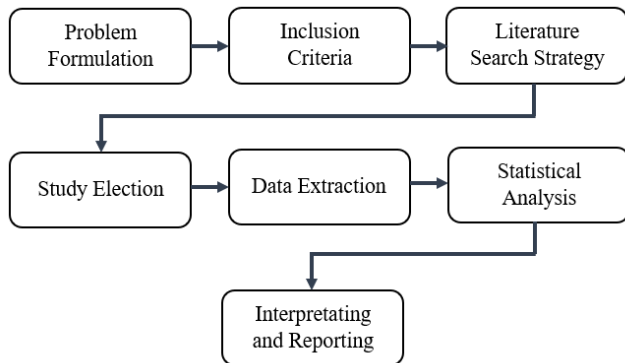 Problem
Formulation
Inclusion
Criteria
Literature
Search Strategy
Study Election
Data Extraction
Statistical
Analysis
Interpretating
and Reporting